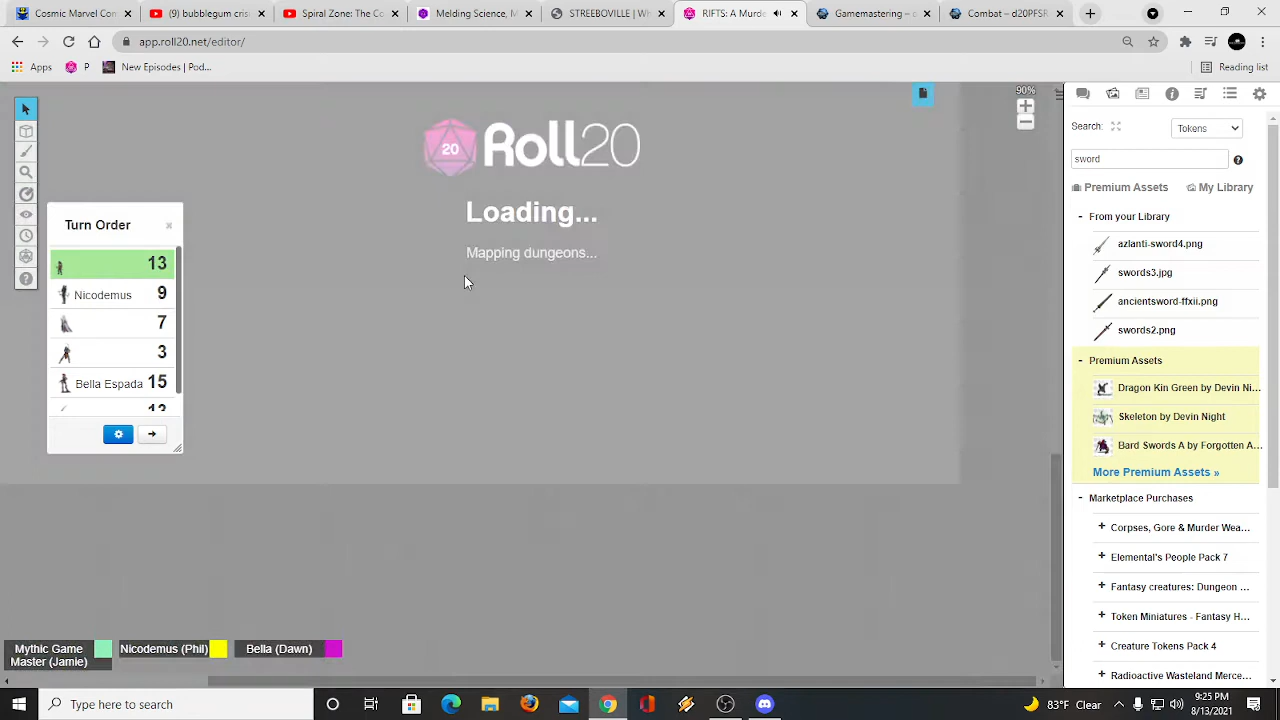 Cosmic Marvel Con
(9) bubblegum crisi
Spiral Zone: The Co
Melding Science, M
STREEBOVILLE | WH
RIFTS: A Murde
Gamemastering – d
Combat – d20PFSR
app.roll20.net/editor/
Apps
P
New Episodes | Pod...
Reading list
20
Roll20
Loading...
Mapping dungeons...
90%
Turn Order
×
13
Nicodemus 9
7
3
Bella Espada 15
Search:
Tokens
sword
Premium Assets
My Library
- From your Library
azlanti-sword4.png
swords3.jpg
ancientsword-ffxii.png
swords2.png
- Premium Assets
Dragon Kin Green by Devin Ni...
Skeleton by Devin Night
Bard Swords A by Forgotten A...
More Premium Assets »
- Marketplace Purchases
+ Corpses, Gore & Murder Wea...
+ Elemental's People Pack 7
+ Fantasy creatures: Dungeon ...
+ Token Miniatures - Fantasy H...
+ Creature Tokens Pack 4
+ Radioactive Wasteland Merce...
Mythic Game
Master (Jamie)
Nicodemus (Phil)
Bella (Dawn)
Type here to search
83°F Clear
9:25 PM
8/13/2021